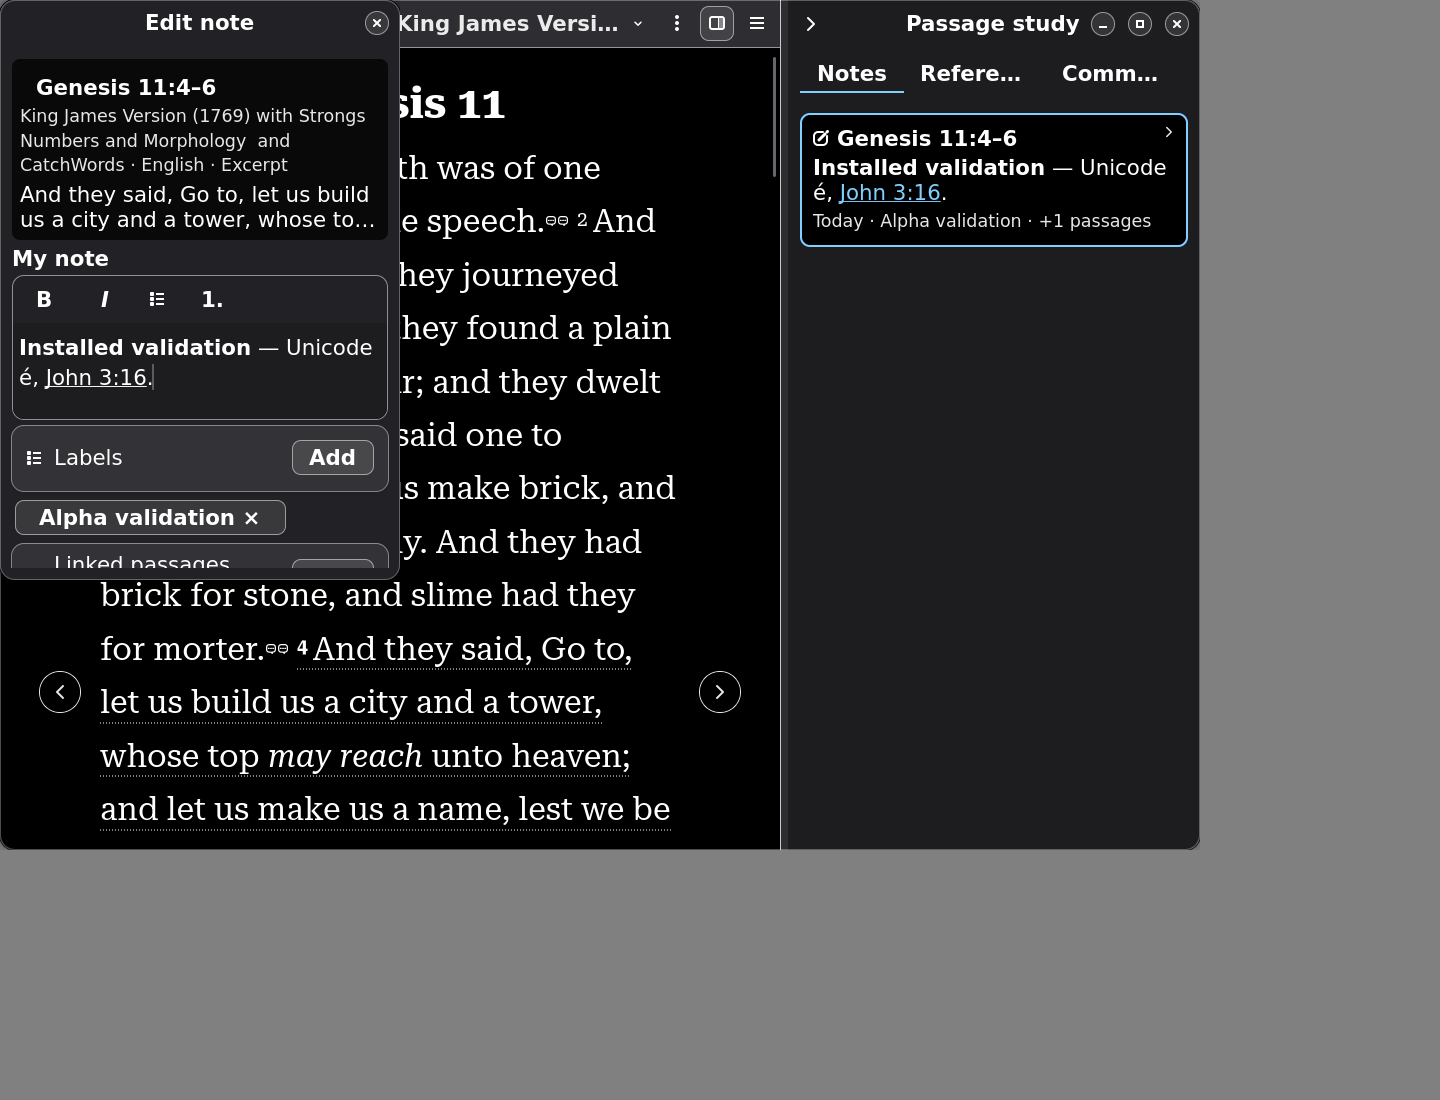 Edit note
Genesis 11:4–6
King James Version (1769) with Strongs
Numbers and Morphology and
CatchWords · English · Excerpt
And they said, Go to, let us build
us a city and a tower, whose to…
My note
B I 1.
Installed validation — Unicode
é, John 3:16.
Labels
Add
Alpha validation ×
Linked passages
King James Versi…
sis 11
th was of one
e speech. 2 And
hey journeyed
hey found a plain
r; and they dwelt
said one to
us make brick, and
ly. And they had
brick for stone, and slime had they
for morter. 4 And they said, Go to,
let us build us a city and a tower,
whose top may reach unto heaven;
and let us make us a name, lest we be
Passage study
Notes
Refere…
Comm…
Genesis 11:4–6
Installed validation — Unicode
é, John 3:16.
Today · Alpha validation · +1 passages